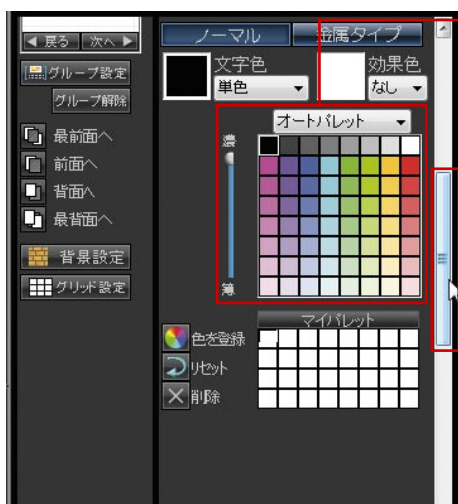 戻る 次へ
グループ設定
グループ解除
最前面へ
前面へ
背面へ
最背面へ
背景設定
グリッド設定
ノーマル 金属タイプ
文字色 効果色
単色 なし
オートパレット
濃
薄
マイパレット
色を登録
リセット
削除